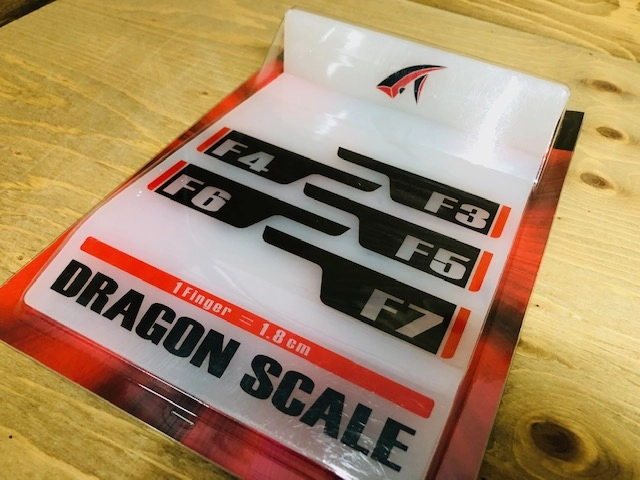 F3
F4
F5
F6
F7
1Finger = 1.8cm
DRAGON SCALE